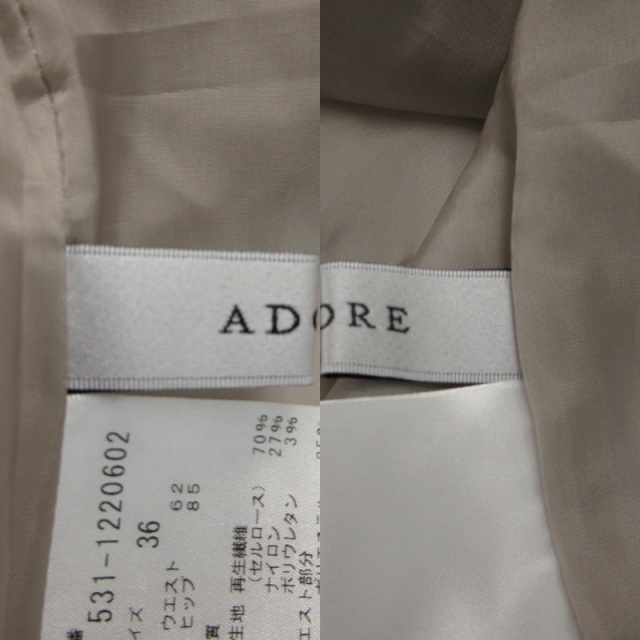 ADORE
番 531-1220602
イズ 36
ウエスト 62
ヒップ 85
質
生地 再生繊維 70%
(セルロース)
ナイロン 27%
ポリウレタン 3%